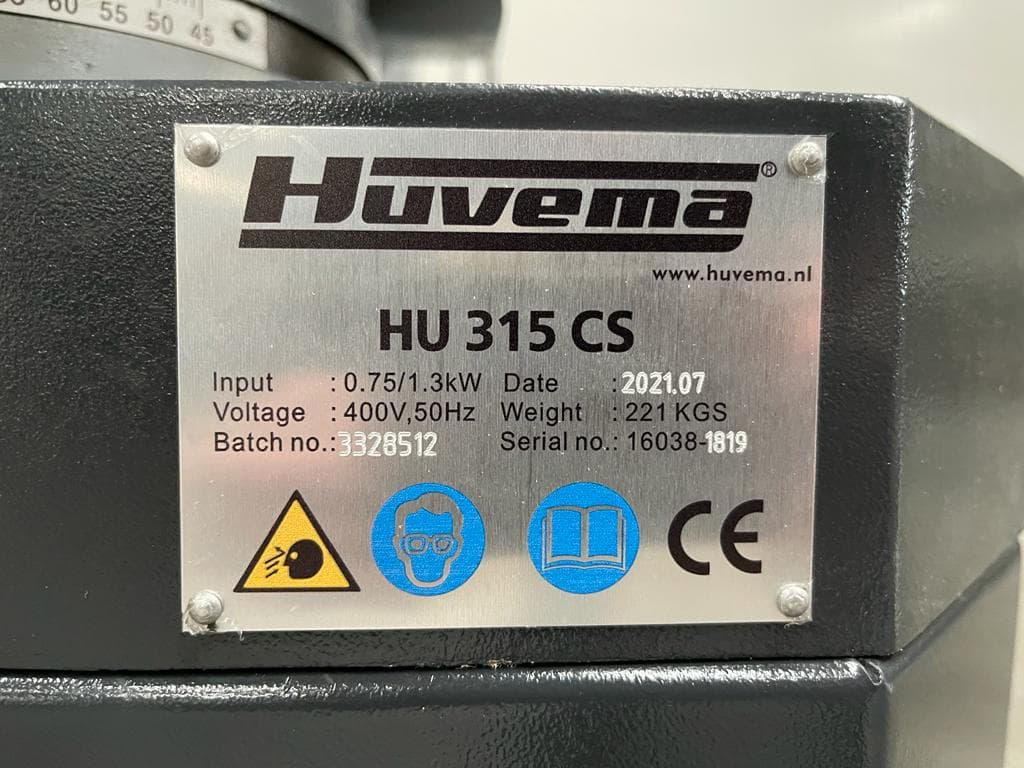 60 55 50 45
Huvema®
www.huvema.nl
HU 315 CS
Input : 0.75/1.3kW Date : 2021.07
Voltage : 400V,50Hz Weight : 221 KGS
Batch no.:3328512 Serial no.: 16038-1819
CE